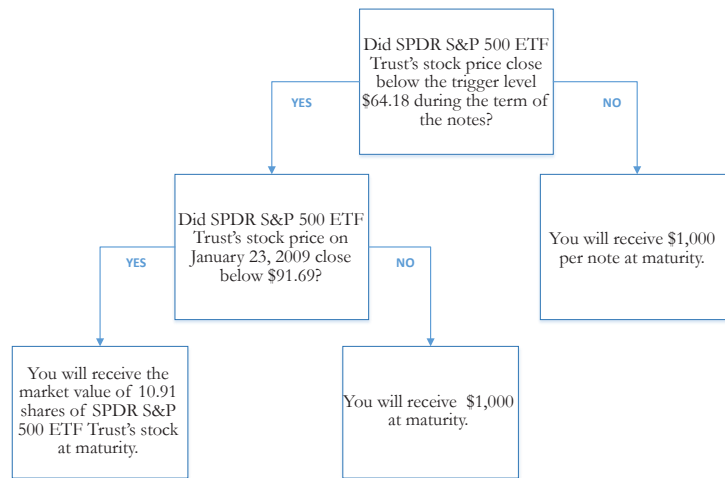 Did SPDR S&P 500 ETF
Trust's stock price close
below the trigger level
$64.18 during the term of
the notes?
YES
NO
Did SPDR S&P 500 ETF
Trust's stock price on
January 23, 2009 close
below $91.69?
You will receive $1,000
per note at maturity.
YES
NO
You will receive the
market value of 10.91
shares of SPDR S&P
500 ETF Trust's stock
at maturity.
You will receive $1,000
at maturity.